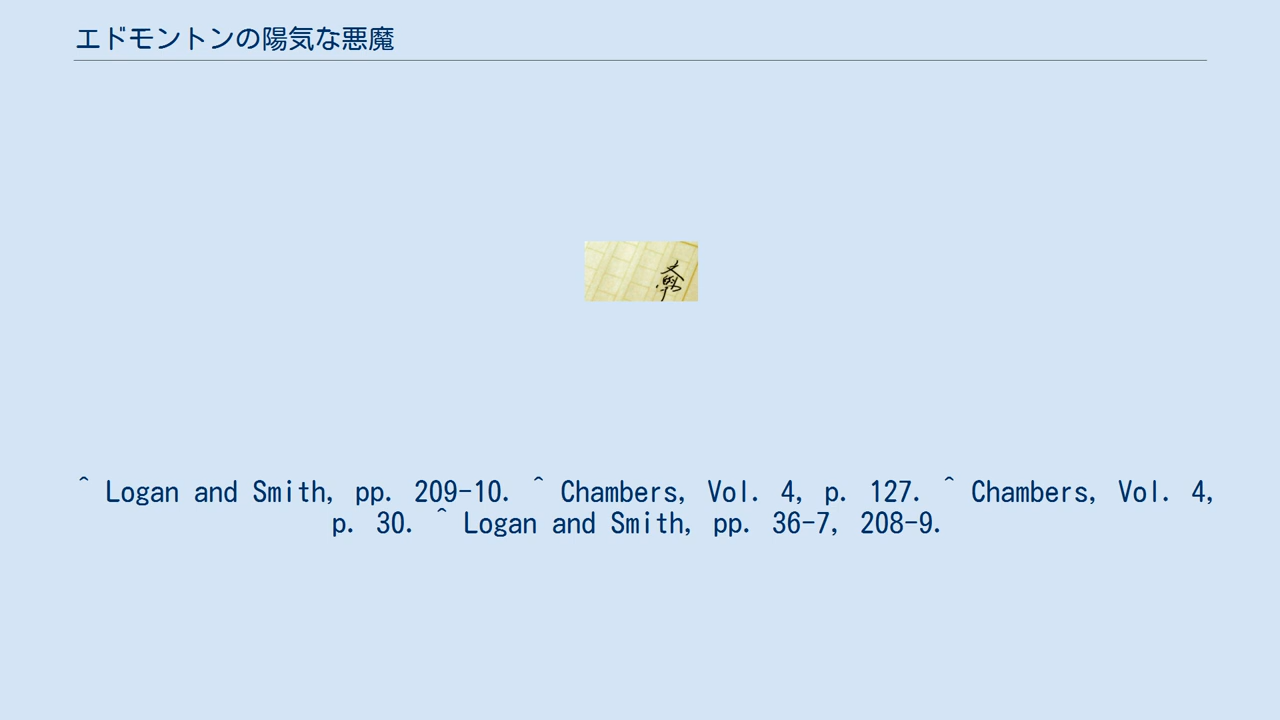 エドモントンの陽気な悪魔
^ Logan and Smith, pp. 209-10. ^ Chambers, Vol. 4, p. 127. ^ Chambers, Vol. 4,
p. 30. ^ Logan and Smith, pp. 36-7, 208-9.